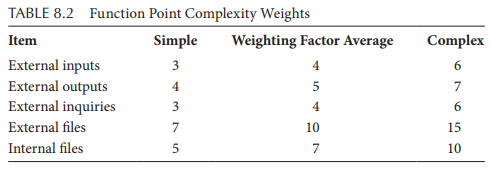 TABLE 8.2 Function Point Complexity Weights
Item Simple Weighting Factor Average Complex
External inputs 3 4 6
External outputs 4 5 7
External inquiries 3 4 6
External files 7 10 15
Internal files 5 7 10